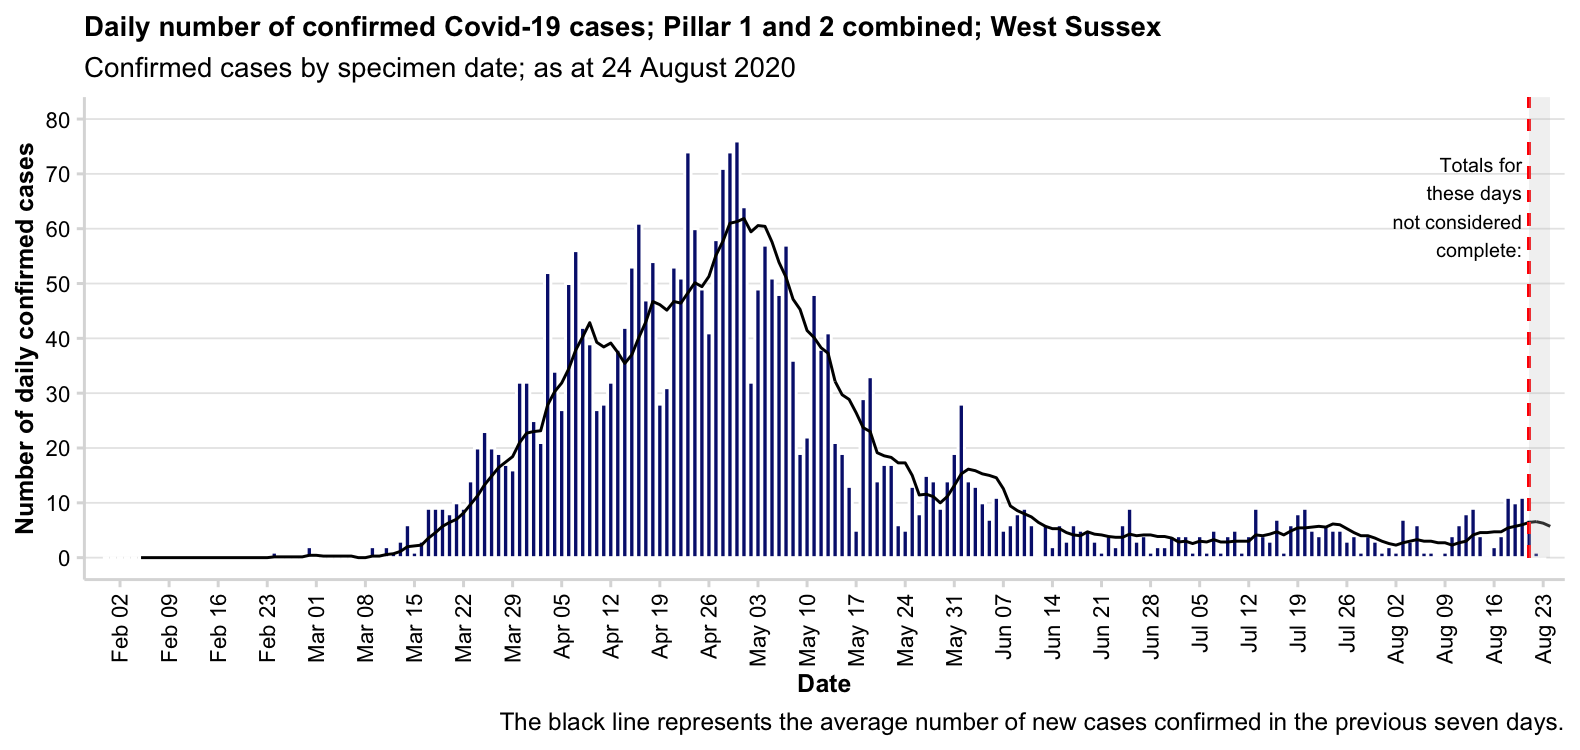 Daily number of confirmed Covid-19 cases; Pillar 1 and 2 combined; West Sussex
Confirmed cases by specimen date; as at 24 August 2020
Number of daily confirmed cases
80
70
60
50
40
30
20
10
0
Totals for
these days
not considered
complete:
Feb 02
Feb 09
Feb 16
Feb 23
Mar 01
Mar 08
Mar 15
Mar 22
Mar 29
Apr 05
Apr 12
Apr 19
Apr 26
May 03
May 10
May 17
May 24
May 31
Jun 07
Jun 14
Jun 21
Jun 28
Jul 05
Jul 12
Jul 19
Jul 26
Aug 02
Aug 09
Aug 16
Aug 23
Date
The black line represents the average number of new cases confirmed in the previous seven days.